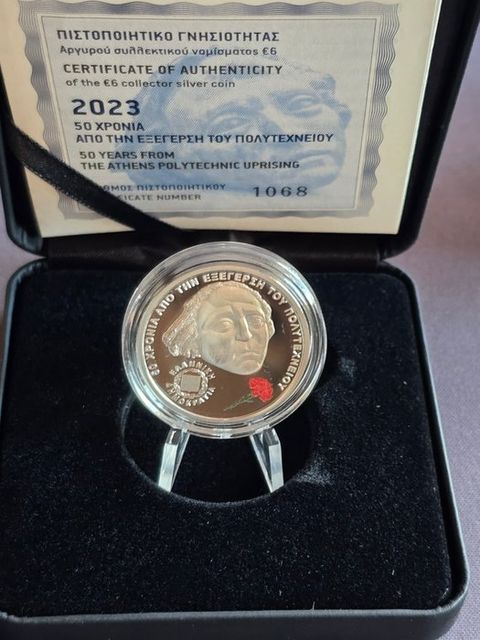 ΠΙΣΤΟΠΟΙΗΤΙΚΟ ΓΝΗΣΙΟΤΗΤΑΣ
Αργυρού συλλεκτικού νομίσματος €6
CERTIFICATE OF AUTHENTICITY
of the €6 collector silver coin
2023
50 ΧΡΟΝΙΑ
ΑΠΟ ΤΗΝ ΕΞΕΓΕΡΣΗ ΤΟΥ ΠΟΛΥΤΕΧΝΕΙΟΥ
50 YEARS FROM
THE ATHENS POLYTECHNIC UPRISING
ΠΙΣΤΟΠΟΙΗΤΙΚΟΥ
NUMBER 1068
50 ΧΡΟΝΙΑ ΑΠΟ ΤΗΝ ΕΞΕΓΕΡΣΗ ΤΟΥ ΠΟΛΥΤΕΧΝΕΙΟΥ
ΕΛΛΗΝΙΚΗ
ΔΗΜΟΚΡΑΤΙΑ